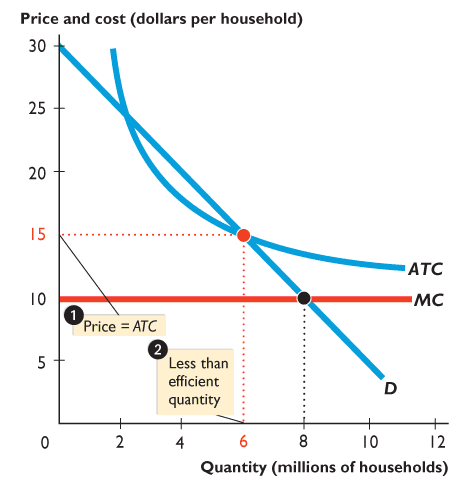 Price and cost (dollars per household)
30
25
20
15
10
5
0
ATC
MC
1 Price = ATC
2
Less than
efficient
quantity
D
2 4 6 8 10 12
Quantity (millions of households)